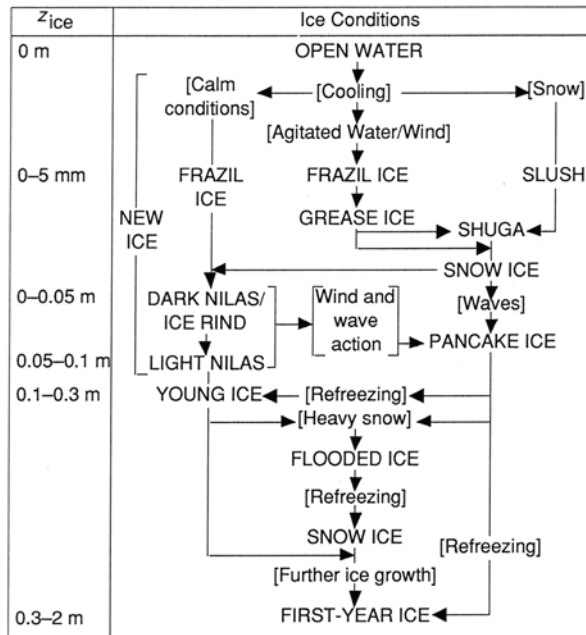 zice Ice Conditions
0 m OPEN WATER
[Calm conditions] [Cooling] [Snow]
[Agitated Water/Wind]
0–5 mm FRAZIL ICE FRAZIL ICE SLUSH
NEW ICE GREASE ICE SHUGA
SNOW ICE
0–0.05 m DARK NILAS/ ICE RIND [Wind and wave action] [Waves]
PANCAKE ICE
0.05–0.1 m LIGHT NILAS
0.1–0.3 m YOUNG ICE [Refreezing]
[Heavy snow]
FLOODED ICE
[Refreezing]
SNOW ICE [Refreezing]
[Further ice growth]
0.3–2 m FIRST-YEAR ICE